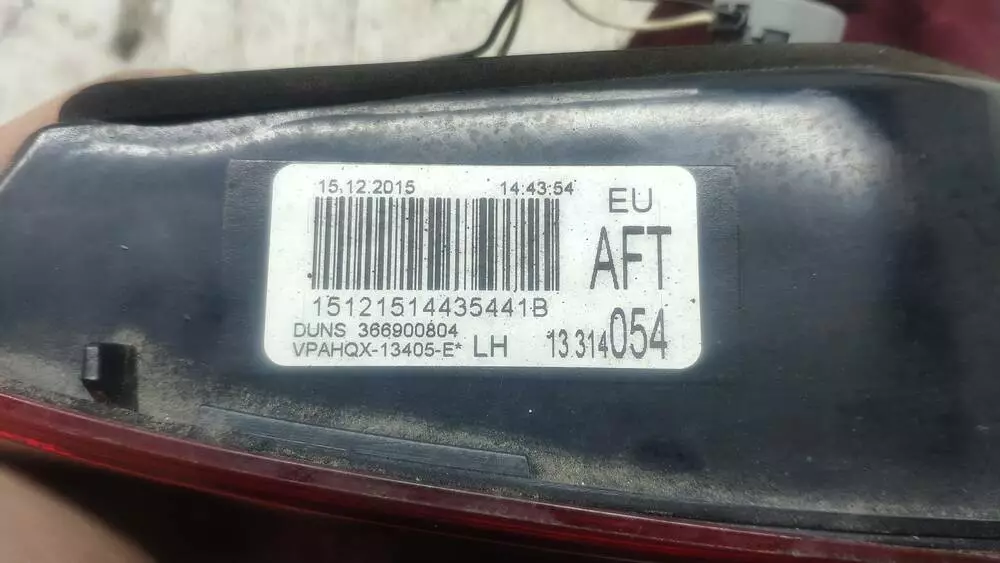 15.12.2015 14:43:54
EU
AFT
15121514435441B
DUNS 366900804
VPAHQX-13405-E* LH 13.314054